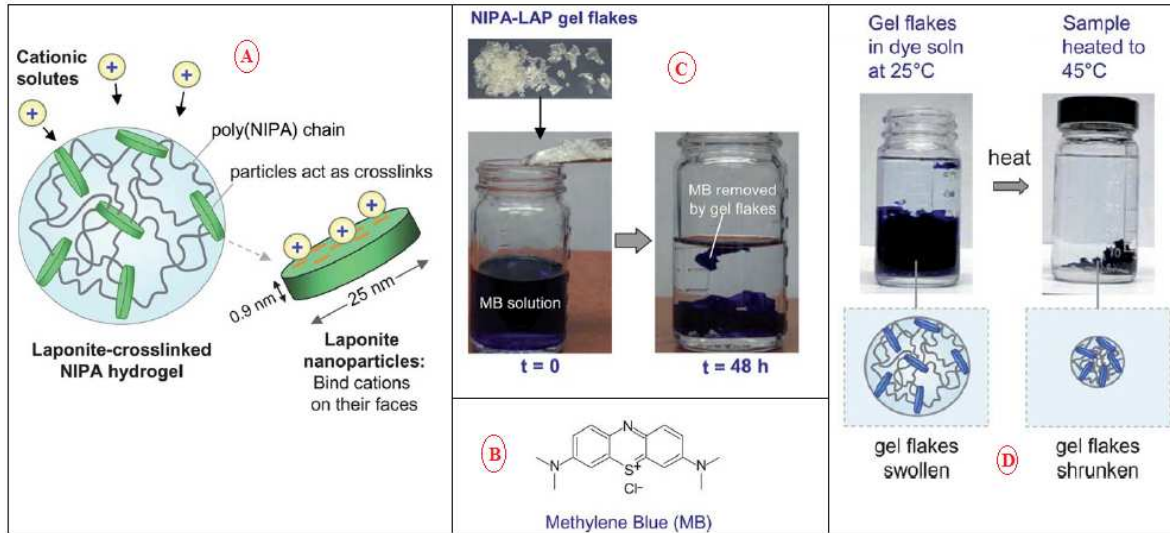 A
Cationic
solutes
+
+
+
poly(NIPA) chain
particles act as crosslinks
+
+
+
0.9 nm
25 nm
Laponite-crosslinked
NIPA hydrogel
Laponite
nanoparticles:
Bind cations
on their faces
NIPA-LAP gel flakes
C
MB removed
by gel flakes
MB solution
t = 0
t = 48 h
B
N
N
S+
N
Cl–
Methylene Blue (MB)
Gel flakes
in dye soln
at 25°C
Sample
heated to
45°C
heat
gel flakes
swollen
D
gel flakes
shrunken